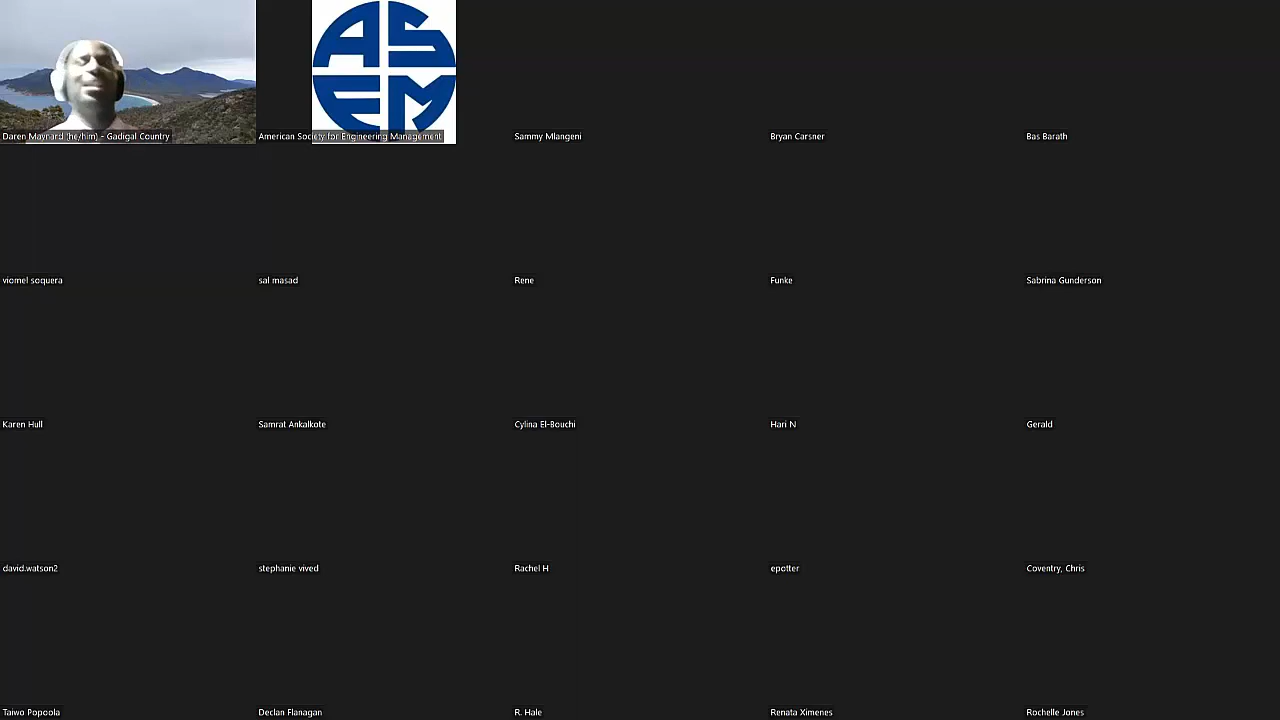 AS
EM
Daren Maynard (he/him) - Gadigal Country
American Society for Engineering Management
Sammy Mlangeni
Bryan Carsner
Bas Barath
viomel soquera
sal masad
Rene
Funke
Sabrina Gunderson
Karen Hull
Samrat Ankalkote
Cylina El-Bouchi
Hari N
Gerald
david.watson2
stephanie vived
Rachel H
epotter
Coventry, Chris
Taiwo Popoola
Declan Flanagan
R. Hale
Renata Ximenes
Rochelle Jones